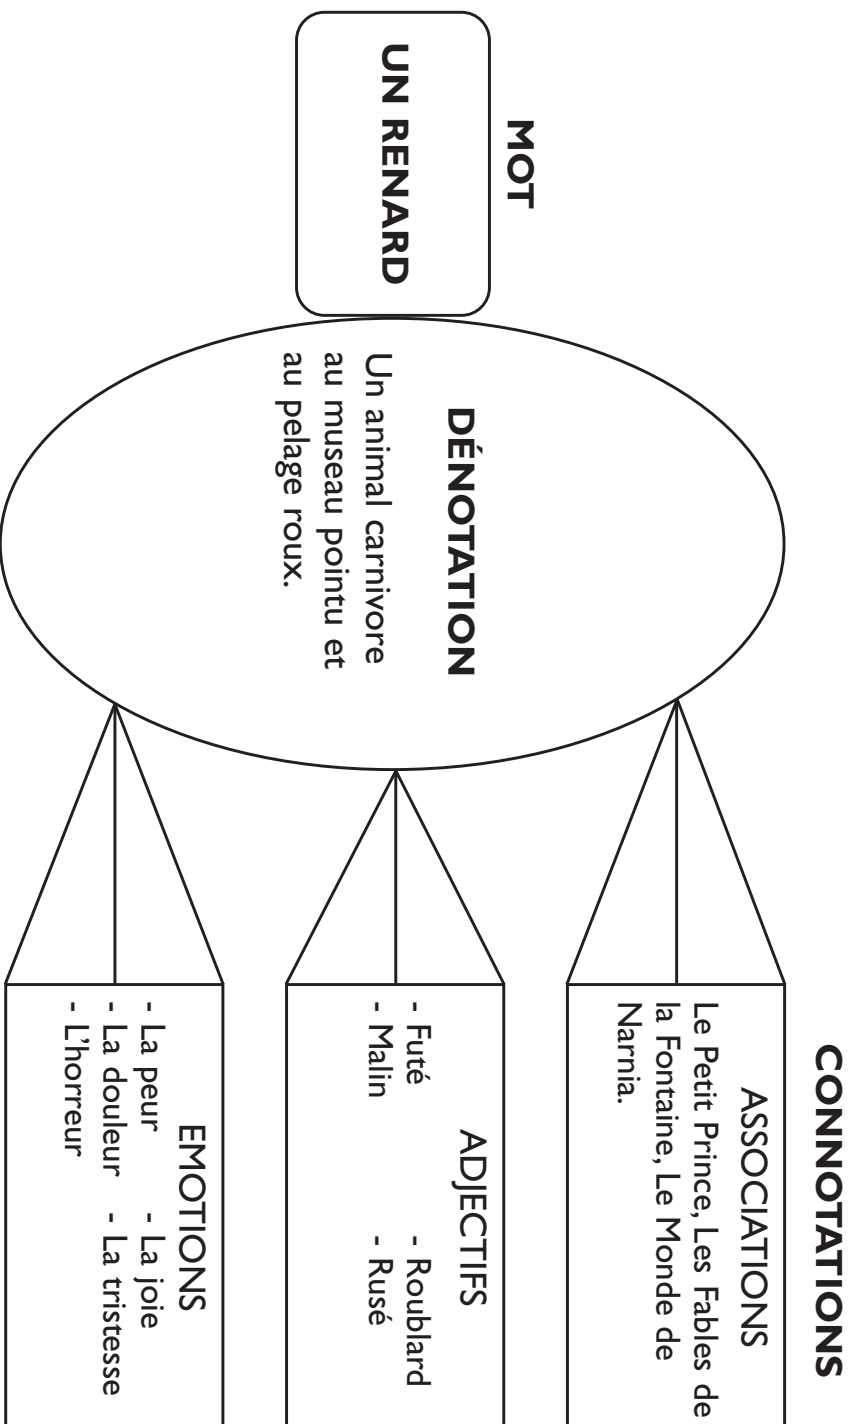 CONNOTATIONS
MOT
UN RENARD
DÉNOTATION
Un animal carnivore
au museau pointu et
au pelage roux.
ASSOCIATIONS
Le Petit Prince, Les Fables de
la Fontaine, Le Monde de
Narnia.
ADJECTIFS
- Futé - Roublard
- Malin - Rusé
EMOTIONS
- La peur - La joie
- La douleur - La tristesse
- L'horreur